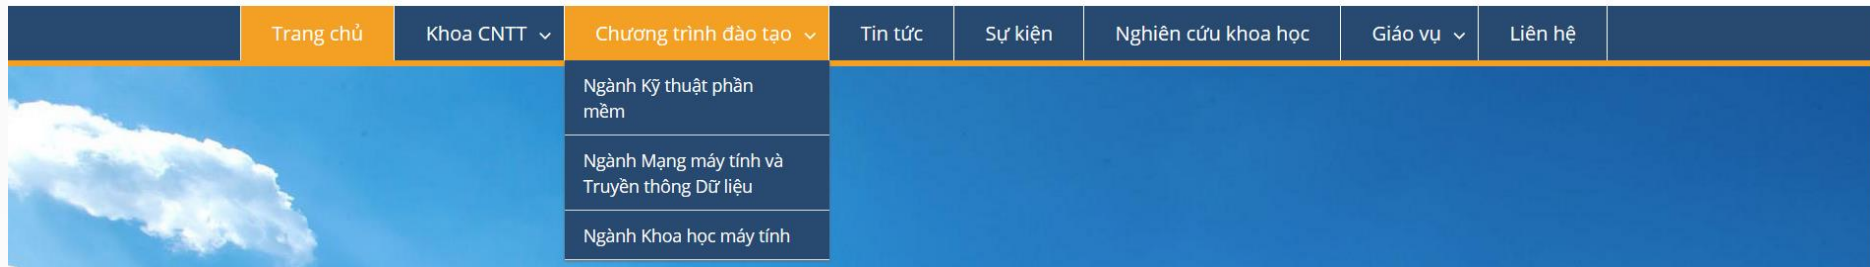 Trang chủ Khoa CNTT Chương trình đào tạo Tin tức Sự kiện Nghiên cứu khoa học Giáo vụ Liên hệ
Ngành Kỹ thuật phần
mềm
Ngành Mạng máy tính và
Truyền thông Dữ liệu
Ngành Khoa học máy tính